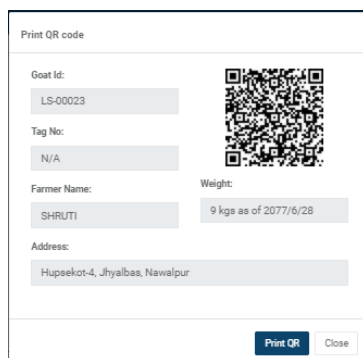 Print QR code
Goat Id:
LS-00023
Tag No:
N/A
Farmer Name:
SHRUTI
Weight:
9 kgs as of 2077/6/28
Address:
Hupsekot-4, Jhyalbas, Nawalpur
Print QR
Close